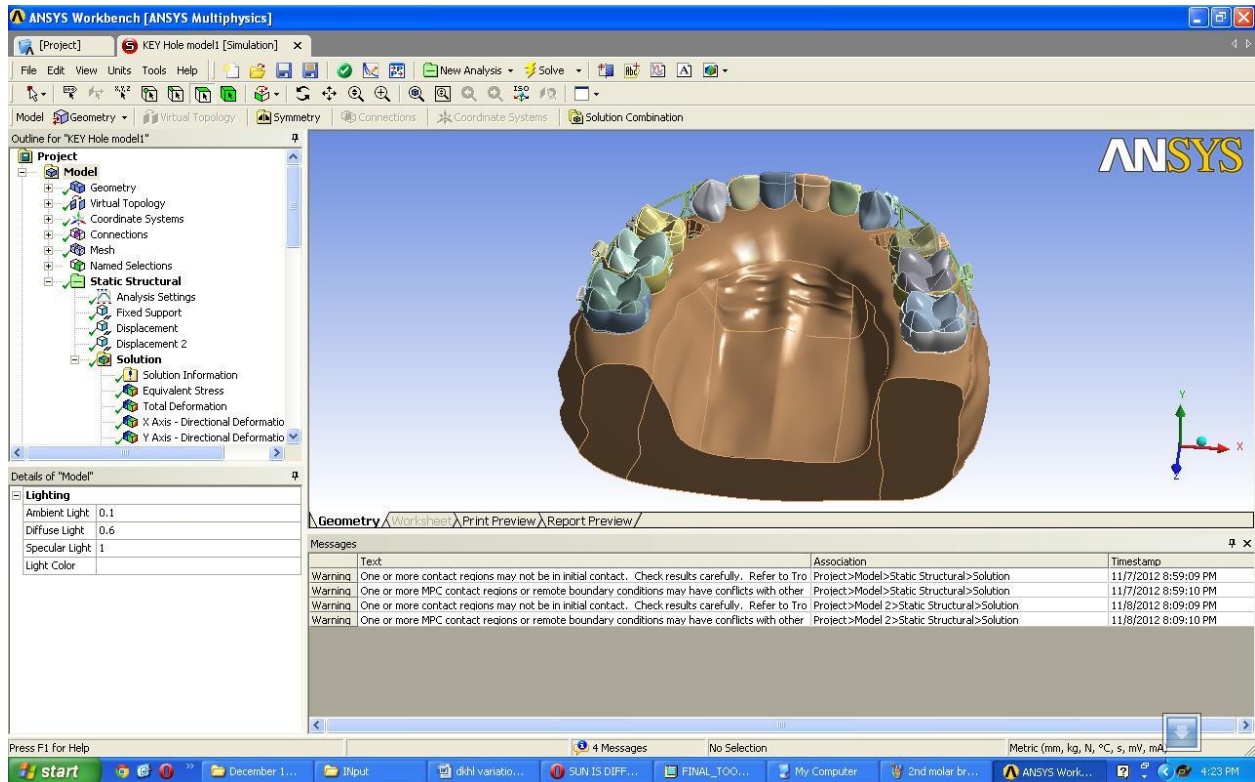 ANSYS Workbench [ANSYS Multiphysics]
[Project] KEY Hole model1 [Simulation]
File Edit View Units Tools Help New Analysis Solve
Model Geometry Virtual Topology Symmetry Connections Coordinate Systems Solution Combination
Outline for "KEY Hole model1"
Project
Model
Geometry
Virtual Topology
Coordinate Systems
Connections
Mesh
Named Selections
Static Structural
Analysis Settings
Fixed Support
Displacement
Displacement 2
Solution
Solution Information
Equivalent Stress
Total Deformation
X Axis - Directional Deformatio
Y Axis - Directional Deformatio
Details of "Model"
Lighting
Ambient Light 0.1
Diffuse Light 0.6
Specular Light 1
Light Color
ANSYS
Y
X
Z
Geometry Worksheet Print Preview Report Preview
Messages
Text Association Timestamp
Warning One or more contact regions may not be in initial contact. Check results carefully. Refer to Tro Project>Model>Static Structural>Solution 11/7/2012 8:59:09 PM
Warning One or more MPC contact regions or remote boundary conditions may have conflicts with other Project>Model>Static Structural>Solution 11/7/2012 8:59:10 PM
Warning One or more contact regions may not be in initial contact. Check results carefully. Refer to Tro Project>Model 2>Static Structural>Solution 11/8/2012 8:09:09 PM
Warning One or more MPC contact regions or remote boundary conditions may have conflicts with other Project>Model 2>Static Structural>Solution 11/8/2012 8:09:10 PM
Press F1 for Help 4 Messages No Selection Metric (mm, kg, N, °C, s, mV, mA)
start December 1... INput dkhl variatio... SUN IS DIFF... FINAL_TOO... My Computer 2nd molar br... ANSYS Work... 4:23 PM